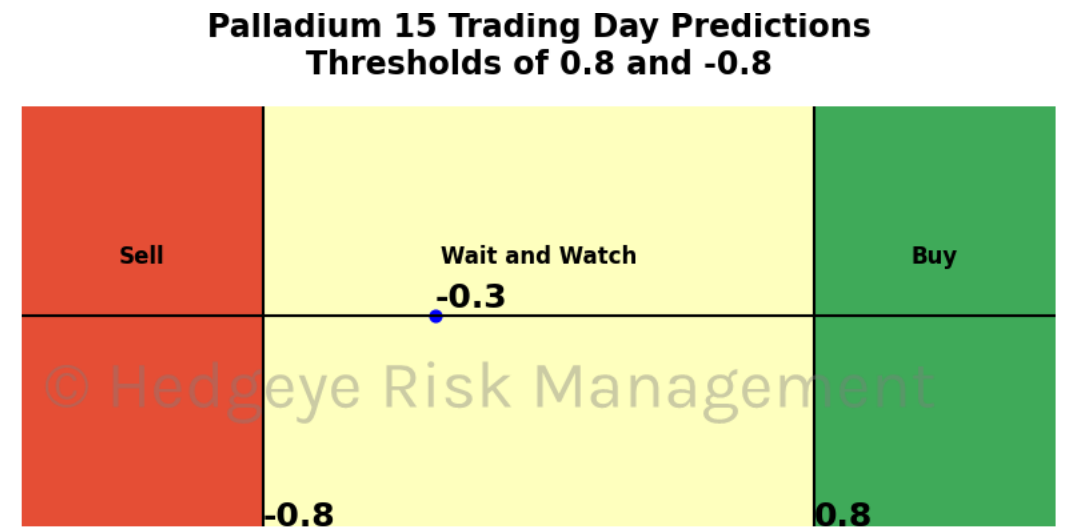 Palladium 15 Trading Day Predictions
Thresholds of 0.8 and -0.8
Sell
Wait and Watch
Buy
-0.3
© Hedgeye Risk Management
-0.8
0.8